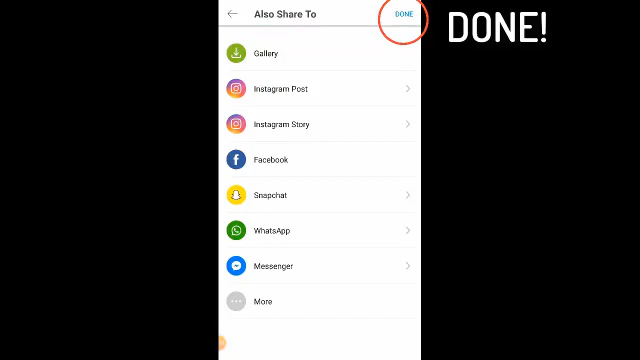 Also Share To
DONE
DONE!
Gallery
Instagram Post
Instagram Story
Facebook
Snapchat
WhatsApp
Messenger
More